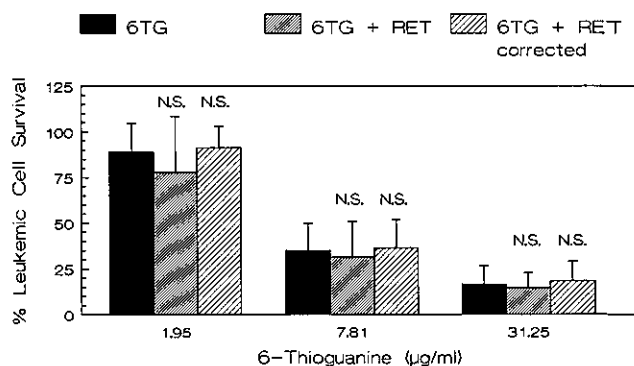 6TG
6TG + RET
6TG + RET
corrected
% Leukemic Cell Survival
125
100
75
50
25
0
N.S.
N.S.
N.S.
N.S.
N.S.
N.S.
1.95
7.81
31.25
6-Thioguanine (µg/ml)